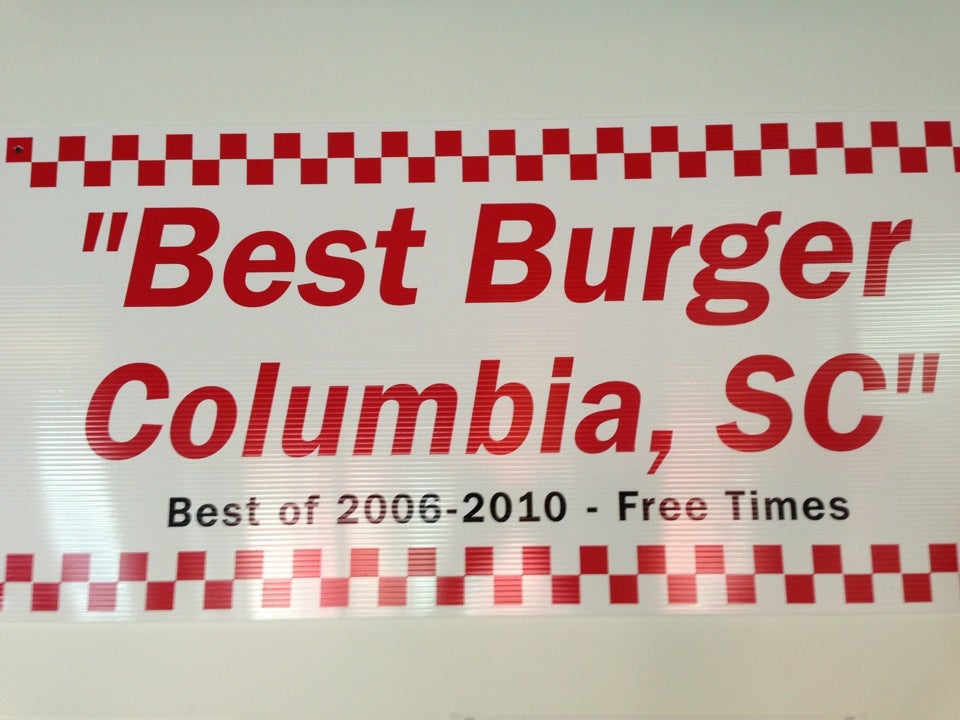 "Best Burger
Columbia, SC"
Best of 2006-2010 - Free Times